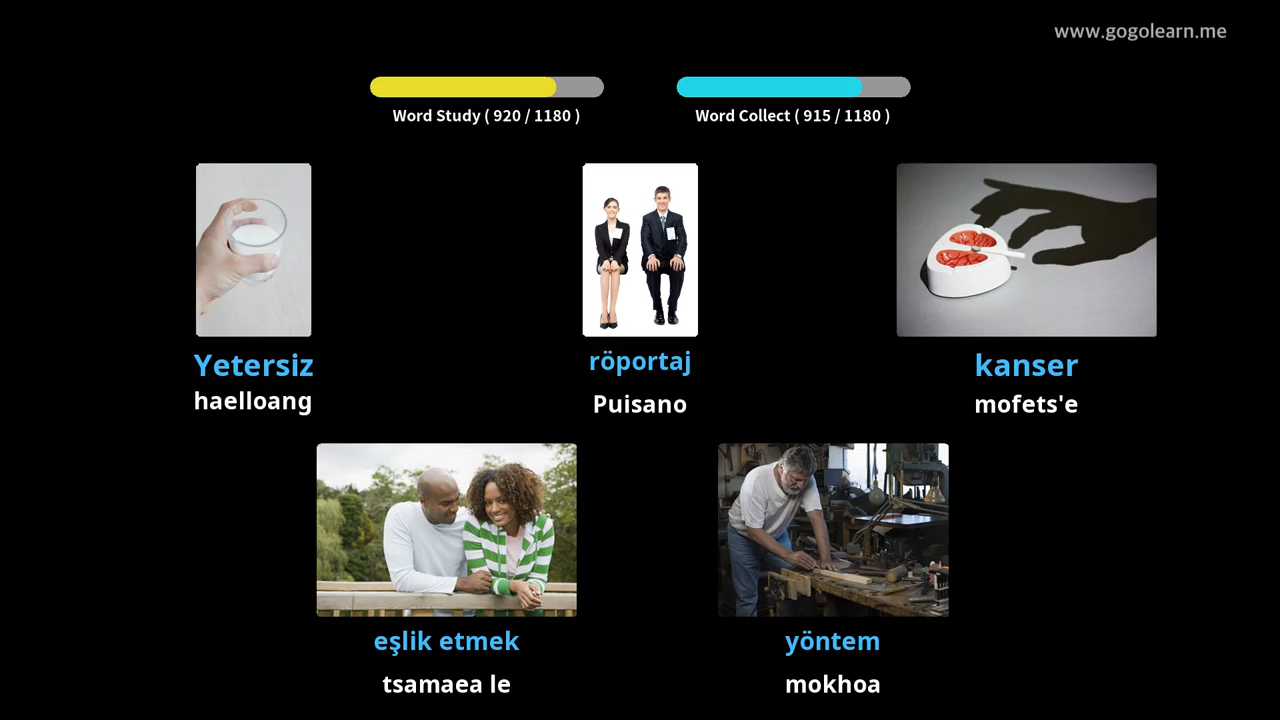 www.gogolearn.me
Word Study ( 920 / 1180 )
Word Collect ( 915 / 1180 )
Yetersiz
haelloang
röportaj
Puisano
kanser
mofets'e
eşlik etmek
tsamaea le
yöntem
mokhoa